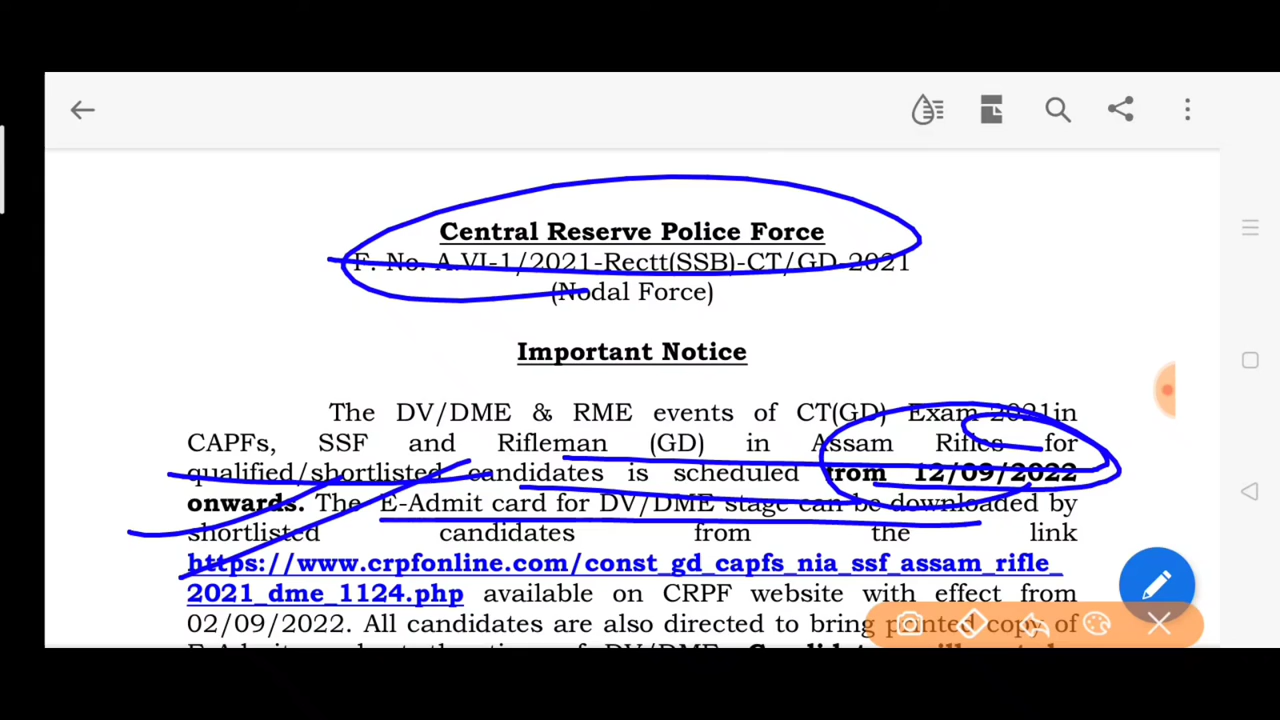 Central Reserve Police Force
F. No. A.VI-1/2021-Rectt(SSB)-CT/GD-2021
(Nodal Force)
Important Notice
The DV/DME & RME events of CT(GD) Exam 2021in
CAPFs, SSF and Rifleman (GD) in Assam Rifles for
qualified/shortlisted candidates is scheduled from 12/09/2022
onwards. The E-Admit card for DV/DME stage can be downloaded by
shortlisted candidates from the link
https://www.crpfonline.com/const_gd_capfs_nia_ssf_assam_rifle_
2021_dme_1124.php available on CRPF website with effect from
02/09/2022. All candidates are also directed to bring printed copy of